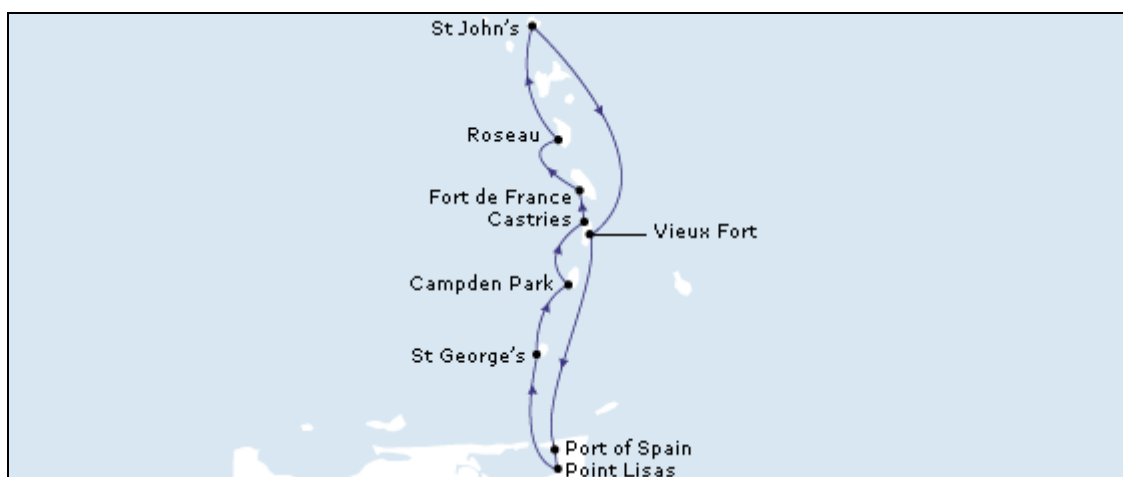 St John's
Roseau
Fort de France
Castries
Vieux Fort
Campden Park
St George's
Port of Spain
Point Lisas